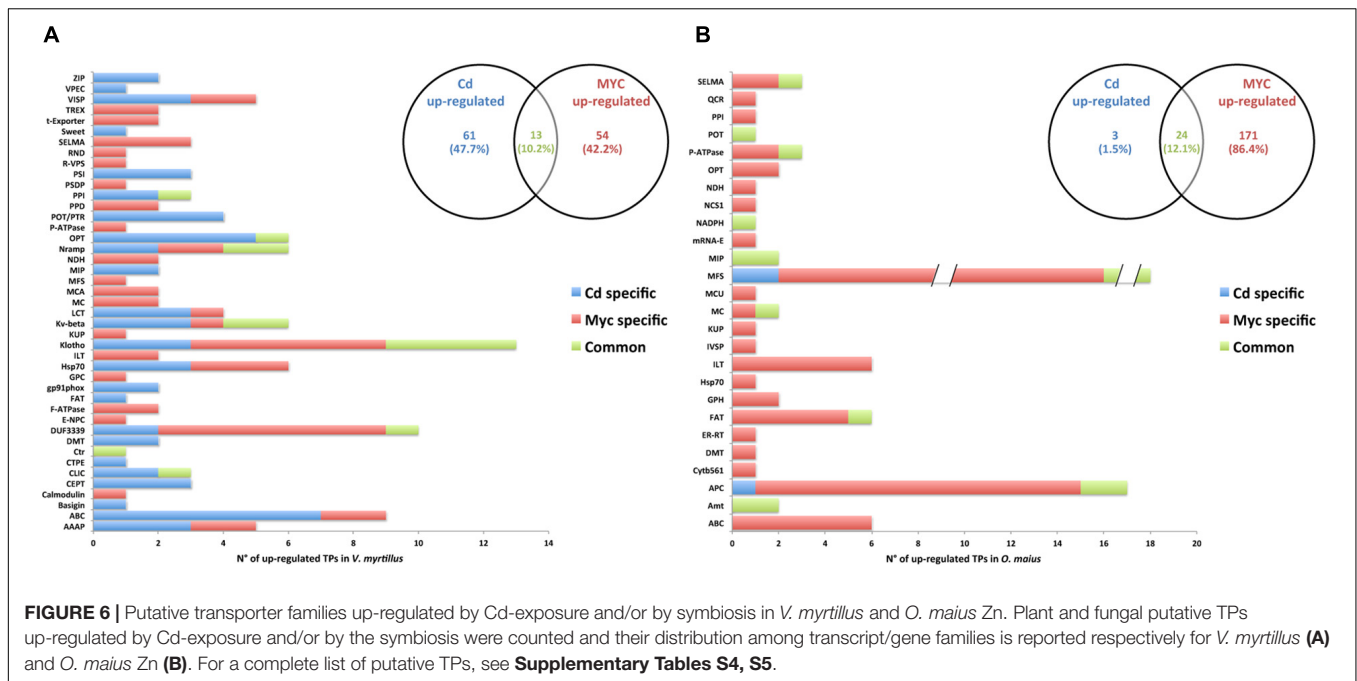 A
ZIP
VPEC
VISP
TREX
t-Exporter
Sweet
SELMA
RND
R-VPS
PSI
PSDP
PPI
PPD
POT/PTR
P-ATPase
OPT
Nramp
NDH
MIP
MFS
MCA
MC
LCT
Kv-beta
KUP
Klotho
ILT
Hsp70
GPC
gp91phox
FAT
F-ATPase
E-NPC
DUF3339
DMT
Ctr
CTPE
CLIC
CEPT
Calmodulin
Basigin
ABC
AAAP
0 2 4 6 8 10 12 14
N° of up-regulated TPs in V. myrtillus
Cd
up-regulated
MYC
up-regulated
61
(47.7%)
13
(10.2%)
54
(42.2%)
Cd specific
Myc specific
Common
B
SELMA
QCR
PPI
POT
P-ATPase
OPT
NDH
NCS1
NADPH
mRNA-E
MIP
MFS
MCU
MC
KUP
IVSP
ILT
Hsp70
GPH
FAT
ER-RT
DMT
Cytb561
APC
Amt
ABC
0 2 4 6 8 10 12 14 16 18 20
N° of up-regulated TPs in O. maius
Cd
up-regulated
MYC
up-regulated
3
(1.5%)
24
(12.1%)
171
(86.4%)
Cd specific
Myc specific
Common
FIGURE 6 | Putative transporter families up-regulated by Cd-exposure and/or by symbiosis in V. myrtillus and O. maius Zn. Plant and fungal putative TPs
up-regulated by Cd-exposure and/or by the symbiosis were counted and their distribution among transcript/gene families is reported respectively for V. myrtillus (A)
and O. maius Zn (B). For a complete list of putative TPs, see Supplementary Tables S4, S5.